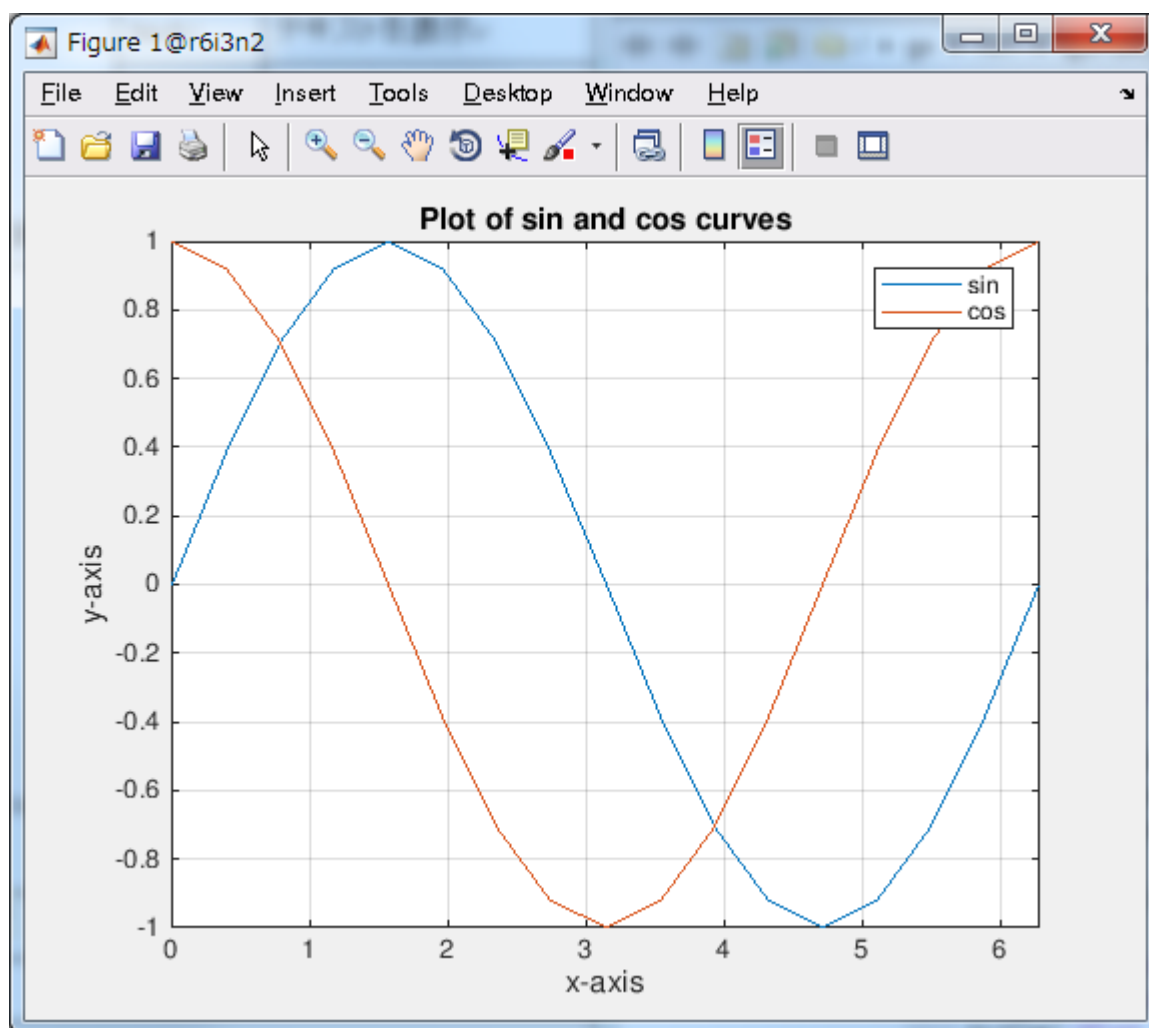 Figure 1@r6i3n2
File Edit View Insert Tools Desktop Window Help
Plot of sin and cos curves
1
0.8
0.6
0.4
0.2
0
-0.2
-0.4
-0.6
-0.8
-1
y-axis
sin
cos
0 1 2 3 4 5 6
x-axis